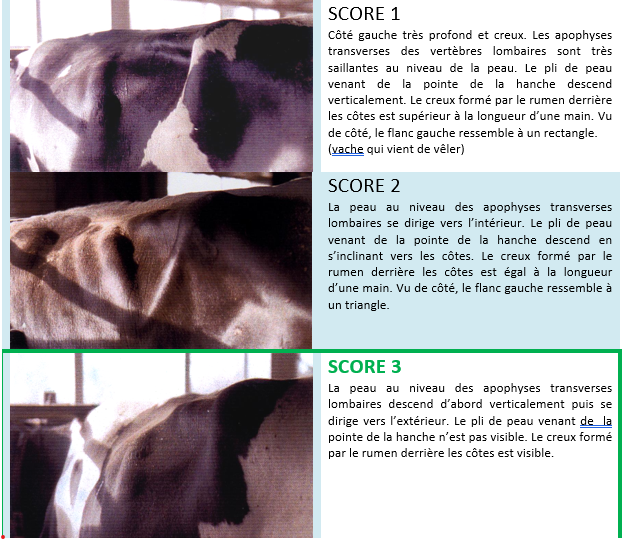 SCORE 1
Côté gauche très profond et creux. Les apophyses
transverses des vertèbres lombaires sont très
saillantes au niveau de la peau. Le pli de peau
venant de la pointe de la hanche descend
verticalement. Le creux formé par le rumen derrière
les côtes est supérieur à la longueur d'une main. Vu
de côté, le flanc gauche ressemble à un rectangle.
(vache qui vient de vêler)
SCORE 2
La peau au niveau des apophyses transverses
lombaires se dirige vers l'intérieur. Le pli de peau
venant de la pointe de la hanche descend en
s'inclinant vers les côtes. Le creux formé par le
rumen derrière les côtes est égal à la longueur
d'une main. Vu de côté, le flanc gauche ressemble à
un triangle.
SCORE 3
La peau au niveau des apophyses transverses
lombaires descend d'abord verticalement puis se
dirige vers l'extérieur. Le pli de peau venant de la
pointe de la hanche n'est pas visible. Le creux formé
par le rumen derrière les côtes est visible.